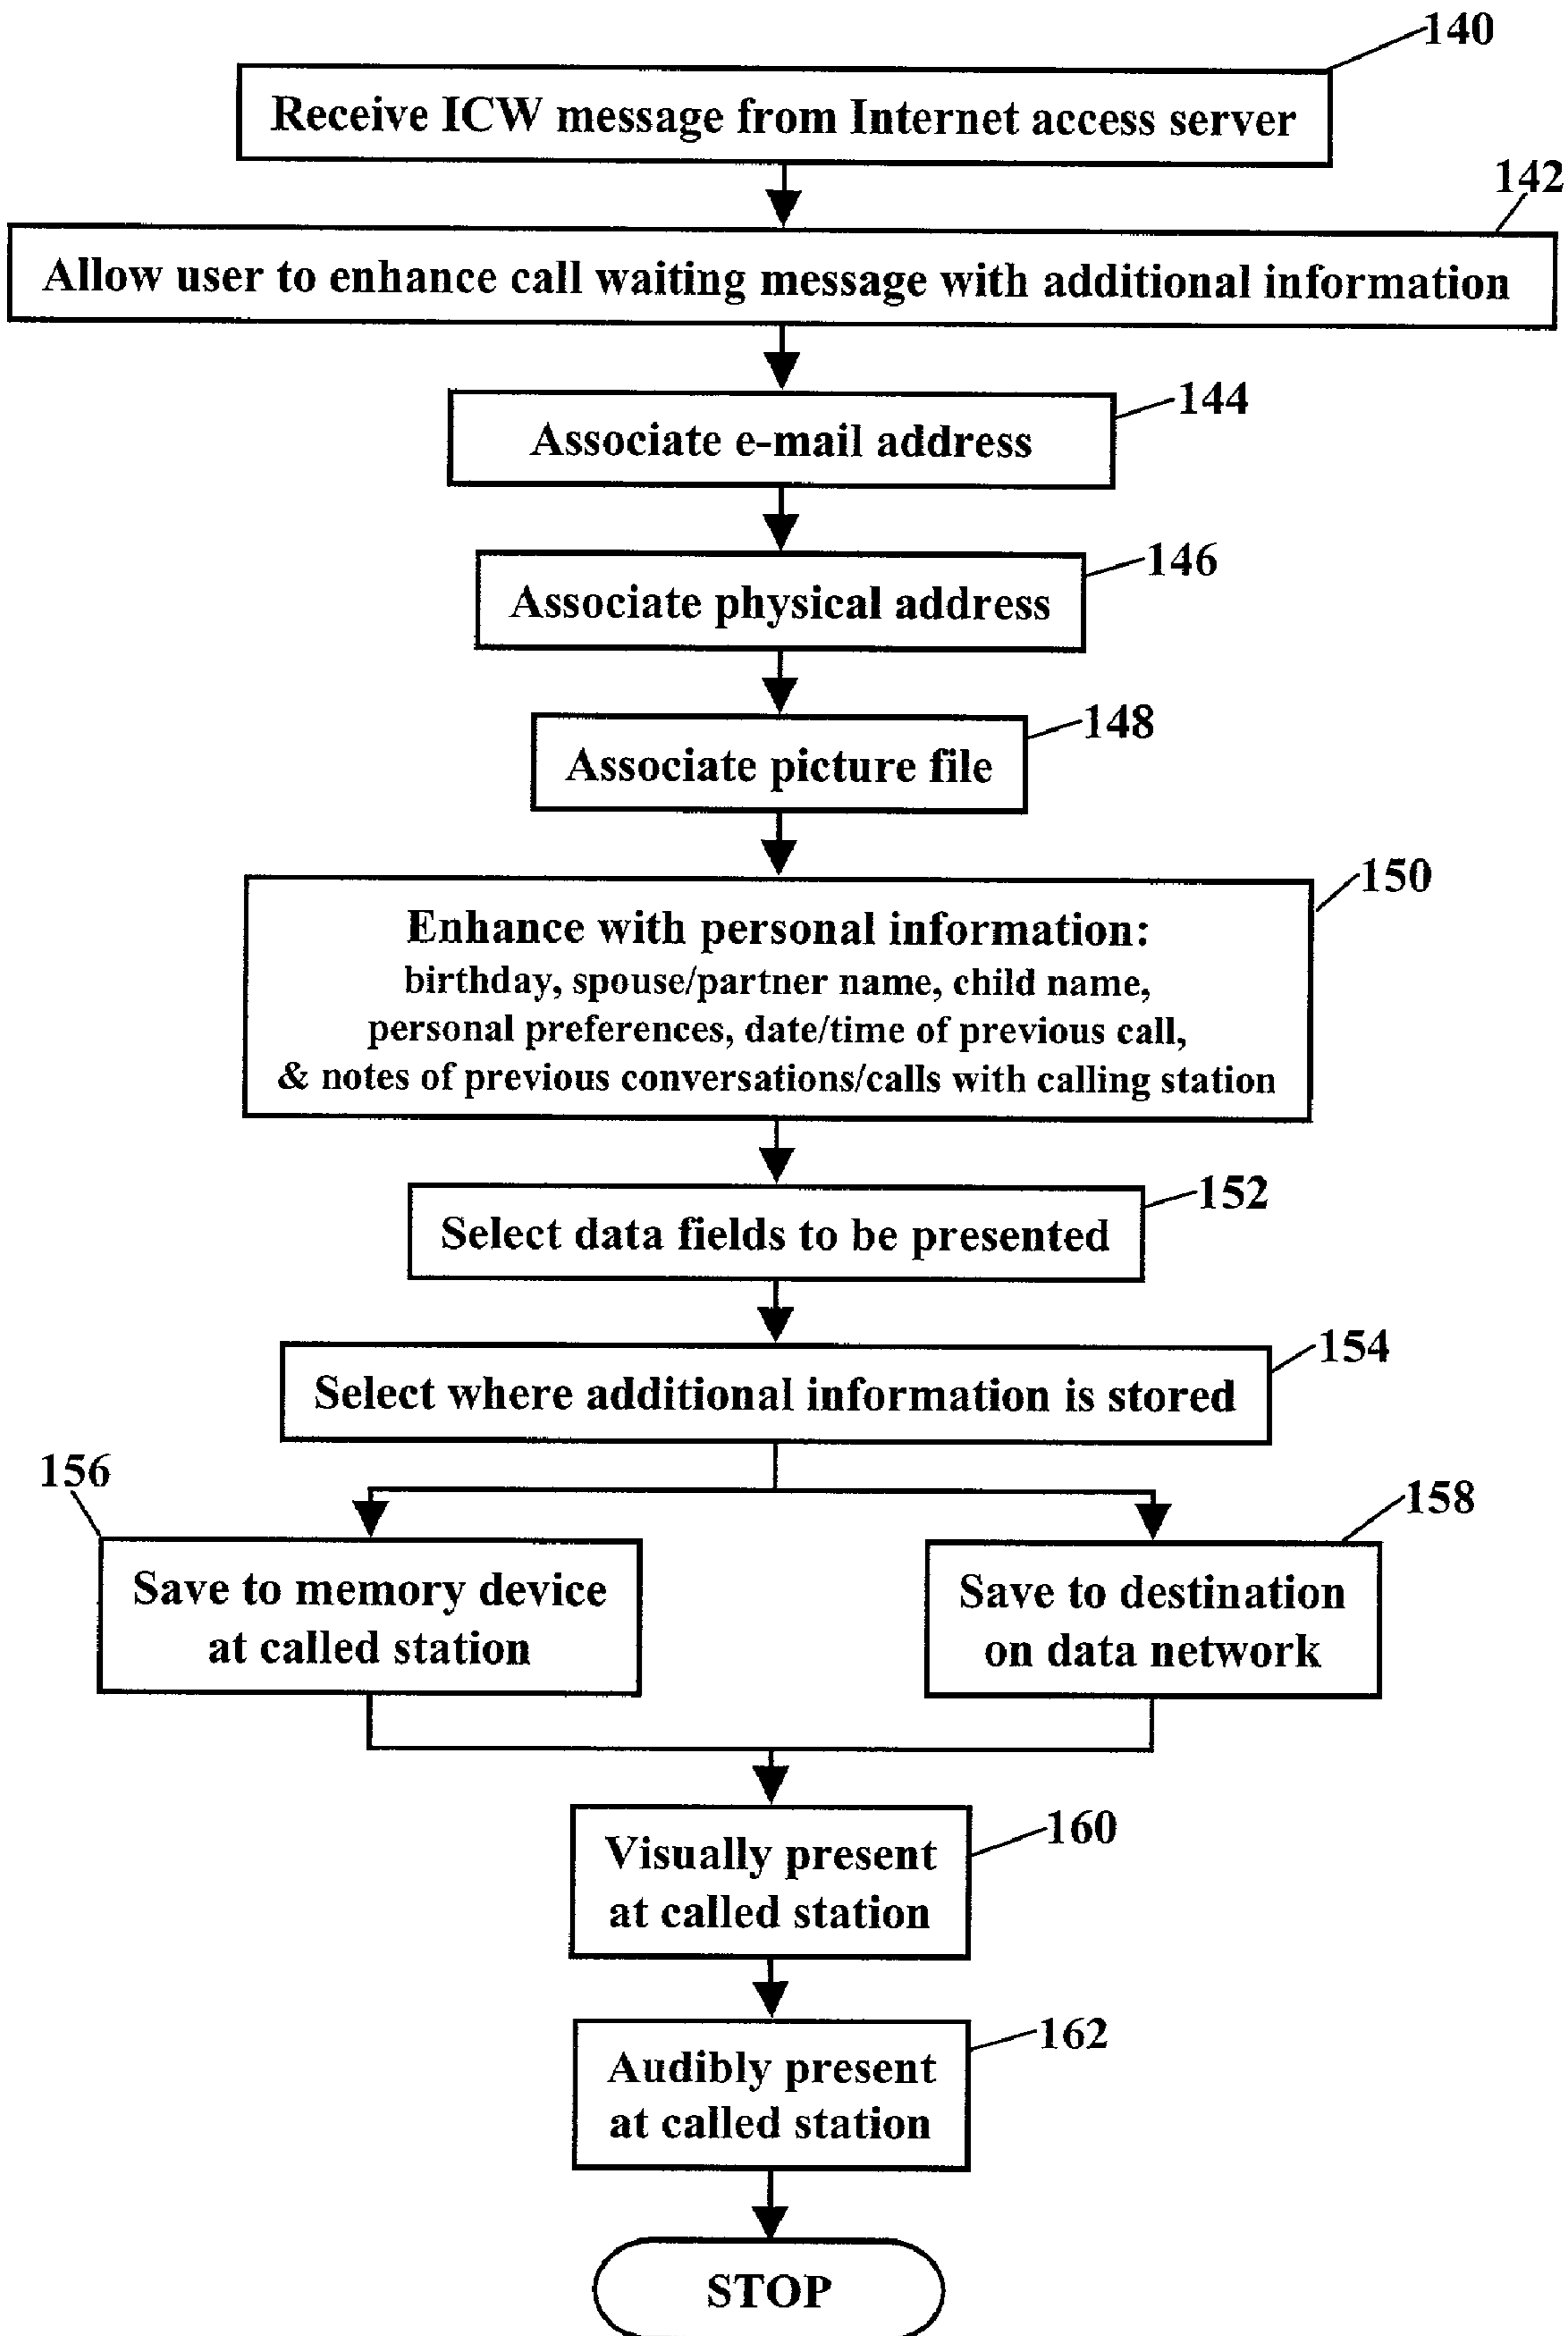 140
Receive ICW message from Internet access server
142
Allow user to enhance call waiting message with additional information
144
Associate e-mail address
146
Associate physical address
148
Associate picture file
150
Enhance with personal information:
birthday, spouse/partner name, child name,
personal preferences, date/time of previous call,
& notes of previous conversations/calls with calling station
152
Select data fields to be presented
154
Select where additional information is stored
156
Save to memory device
at called station
158
Save to destination
on data network
160
Visually present
at called station
162
Audibly present
at called station
STOP